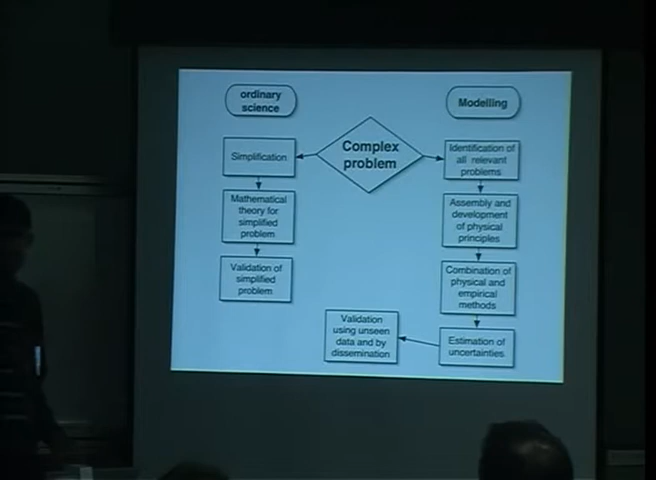 ordinary
science
Modelling
Complex
problem
Simplification
Mathematical
theory for
simplified
problem
Validation of
simplified
problem
Identification of
all relevant
problems
Assembly and
development
of physical
principles
Combination of
physical and
empirical
methods
Estimation of
uncertainties
Validation
using unseen
data and by
dissemination